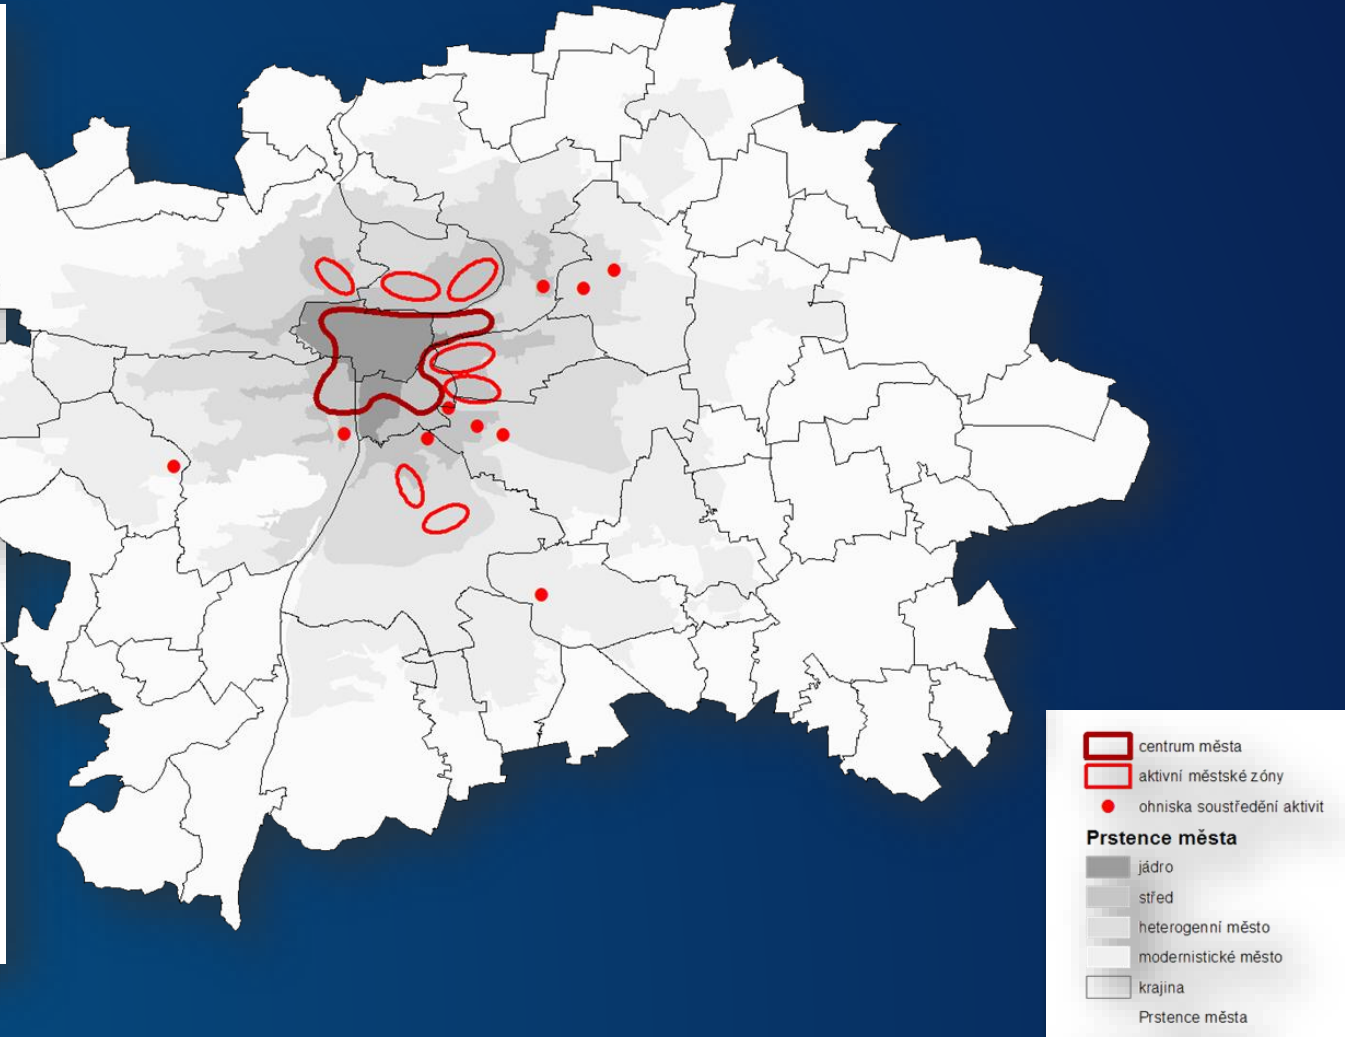 centrum města
aktivní městské zóny
ohniska soustředění aktivit
Prstence města
jádro
střed
heterogenní město
modernistické město
krajina
Prstence města